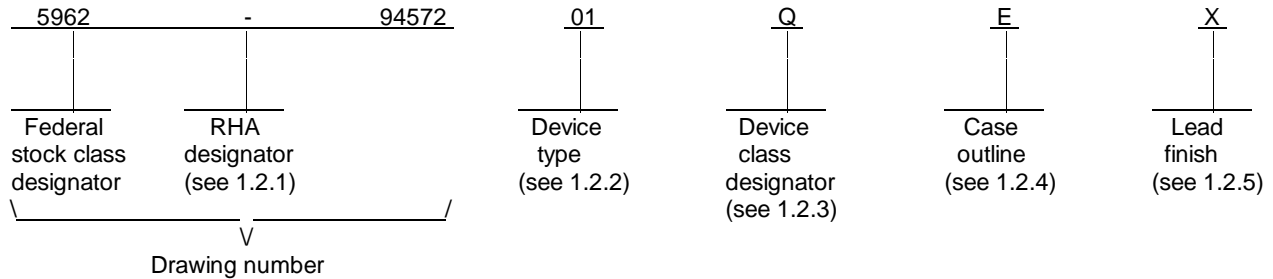 5962 - 94572 01 Q E X
Federal stock class designator
RHA designator (see 1.2.1)
Device type (see 1.2.2)
Device class designator (see 1.2.3)
Case outline (see 1.2.4)
Lead finish (see 1.2.5)
Drawing number